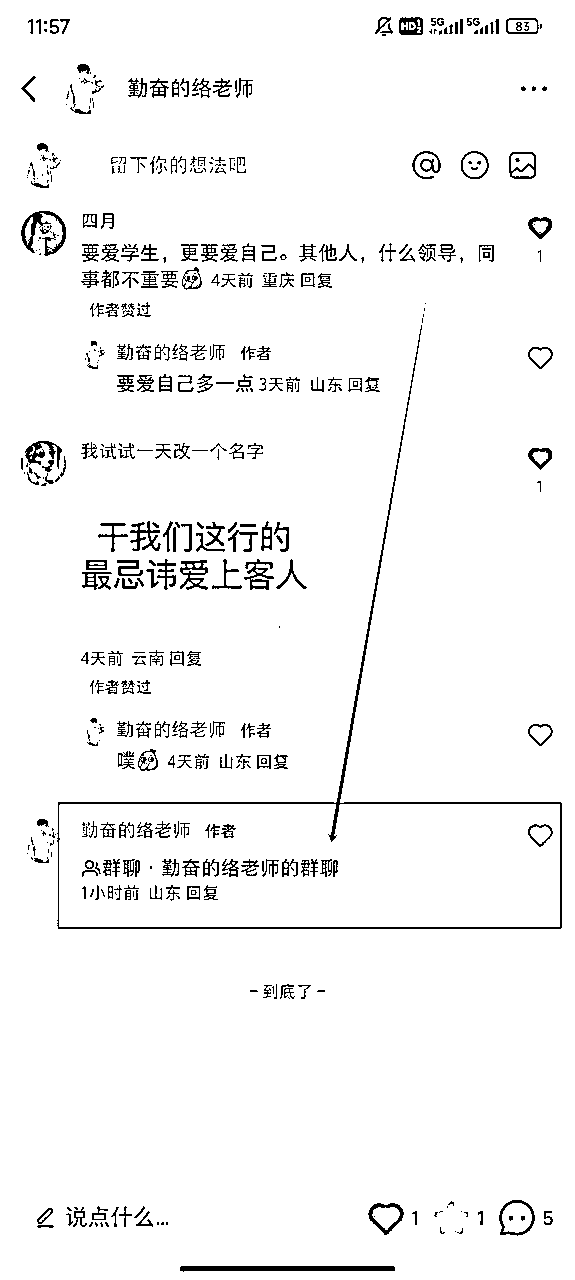 11:57
HD2 5G 5G 83
勤奋的络老师
留下你的想法吧
四月
要爱学生，更要爱自己。其他人，什么领导，同
事都不重要 4天前 重庆 回复
1
作者赞过
勤奋的络老师 作者
要爱自己多一点 3天前 山东 回复
我试试一天改一个名字
1
干我们这行的
最忌讳爱上客人
4天前 云南 回复
作者赞过
勤奋的络老师 作者
噗 4天前 山东 回复
勤奋的络老师 作者
群聊·勤奋的络老师的群聊
1小时前 山东 回复
- 到底了 -
说点什么... 1 1 5